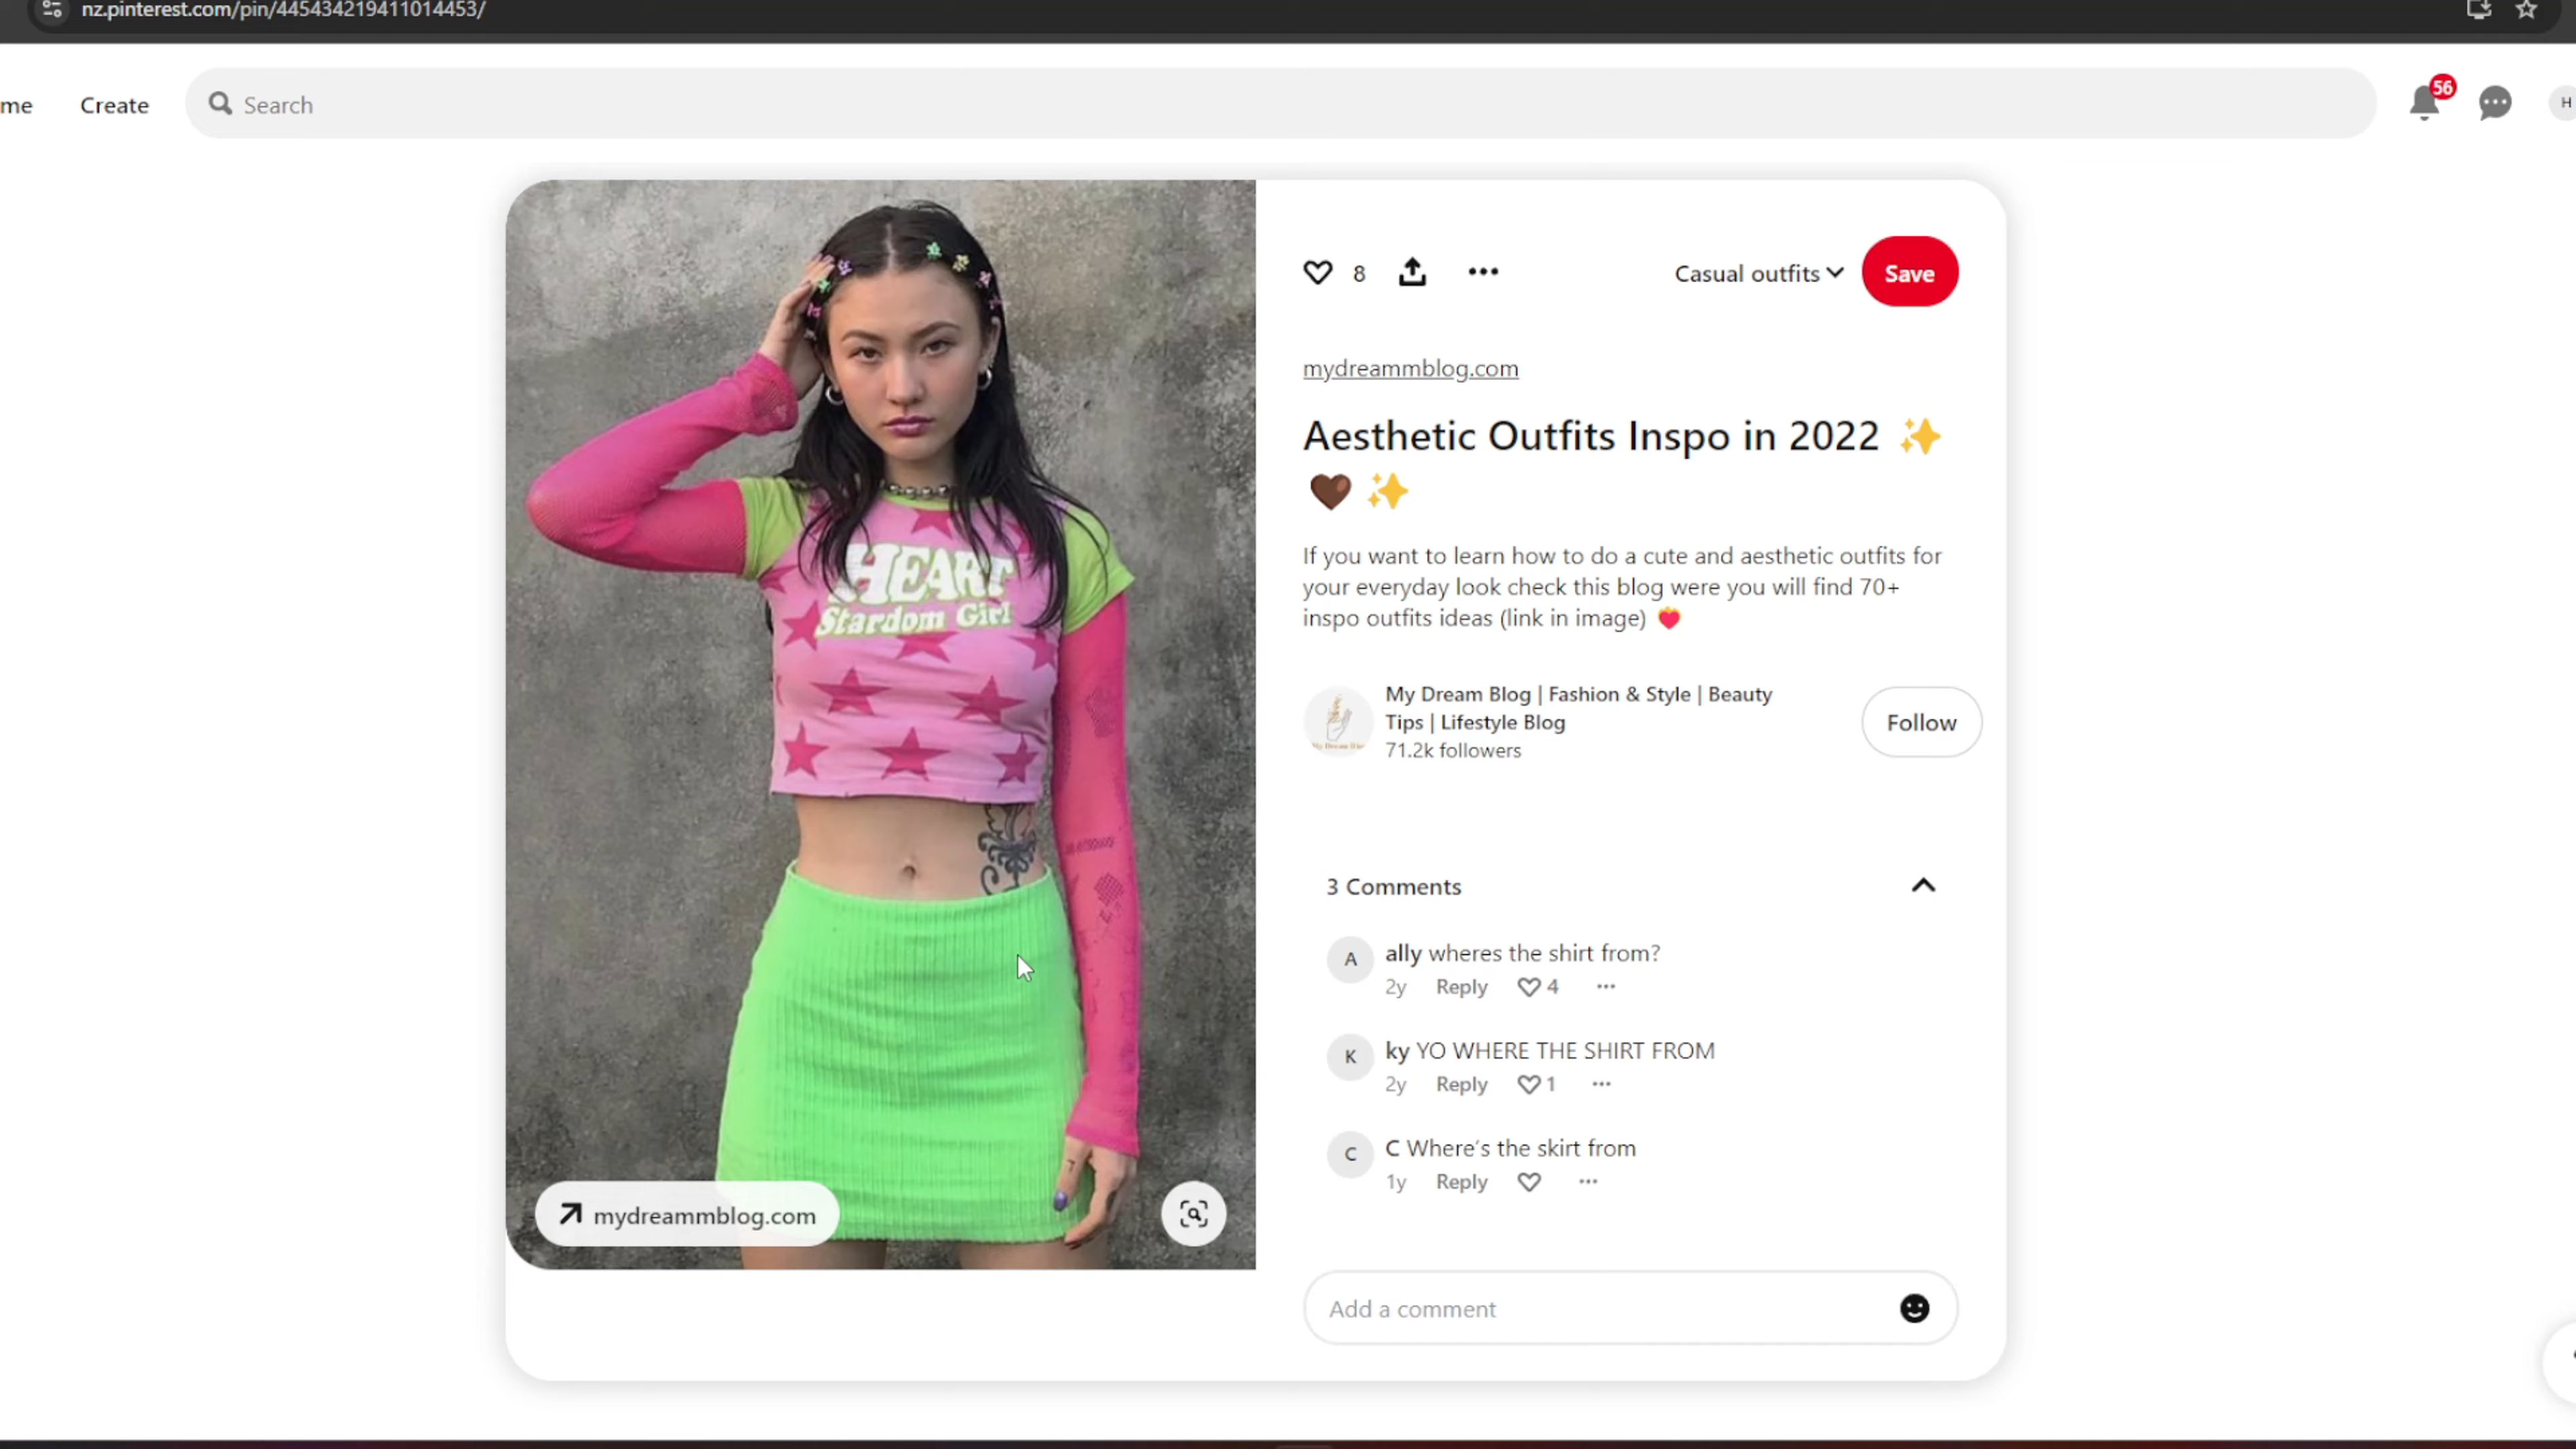 nz.pinterest.com/pin/445434219411014453/
me
Create
Search
56
H
HEART
Stardom Girl
mydreammblog.com
8
Casual outfits
Save
mydreammblog.com
Aesthetic Outfits Inspo in 2022 ✨
🤎 ✨
If you want to learn how to do a cute and aesthetic outfits for
your everyday look check this blog were you will find 70+
inspo outfits ideas (link in image) ❤️
My Dream Blog | Fashion & Style | Beauty
Tips | Lifestyle Blog
71.2k followers
Follow
3 Comments
A
ally wheres the shirt from?
2y Reply 4 ...
K
ky YO WHERE THE SHIRT FROM
2y Reply 1 ...
C
C Where's the skirt from
1y Reply ...
Add a comment